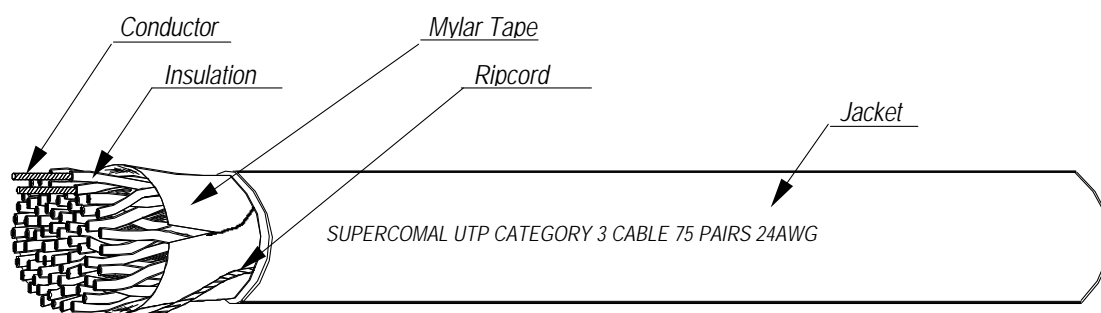 Conductor
Mylar Tape
Insulation
Ripcord
Jacket
SUPERCOMAL UTP CATEGORY 3 CABLE 75 PAIRS 24AWG